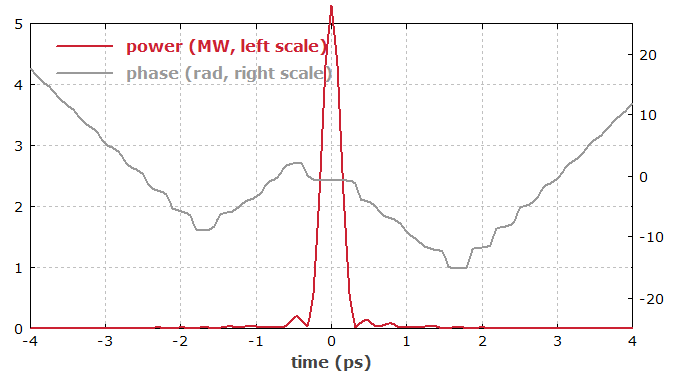 5
power (MW, left scale)
20
phase (rad, right scale)
4
10
3
0
2
-10
1
-20
0
-4 -3 -2 -1 0 1 2 3 4
time (ps)